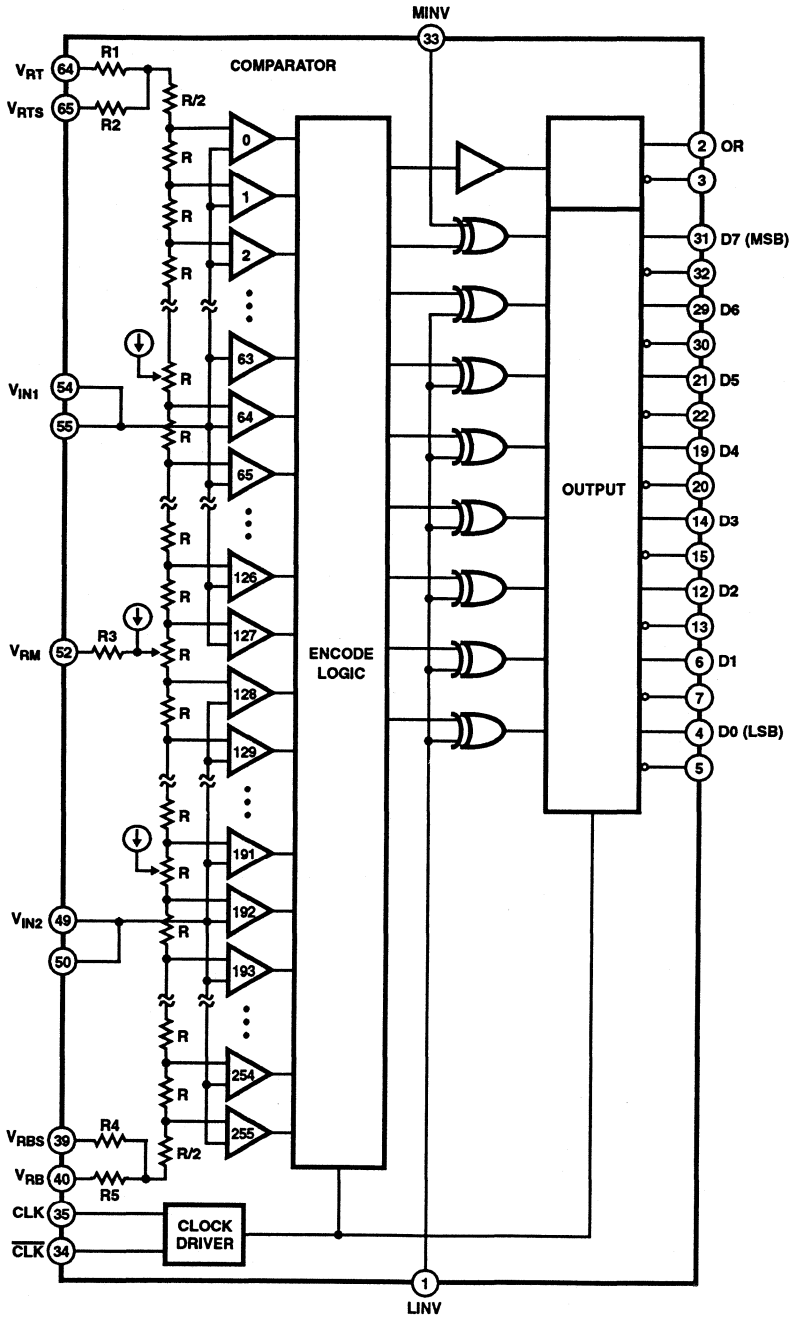 MINV
33
COMPARATOR
VRT 64 R1
VRTS 65 R2
R/2
R
R
R
0
1
2
63
64
65
126
127
128
129
191
192
193
254
255
VIN1 54
55
R
R
R
R
VRM 52 R3
R
R
R
R
VIN2 49
50
R
R
R
R/2
VRBS 39 R4
VRB 40 R5
CLK 35
CLK 34
CLOCK
DRIVER
ENCODE
LOGIC
OUTPUT
2 OR
3
31 D7 (MSB)
32
29 D6
30
21 D5
22
19 D4
20
14 D3
15
12 D2
13
6 D1
7
4 D0 (LSB)
5
1
LINV